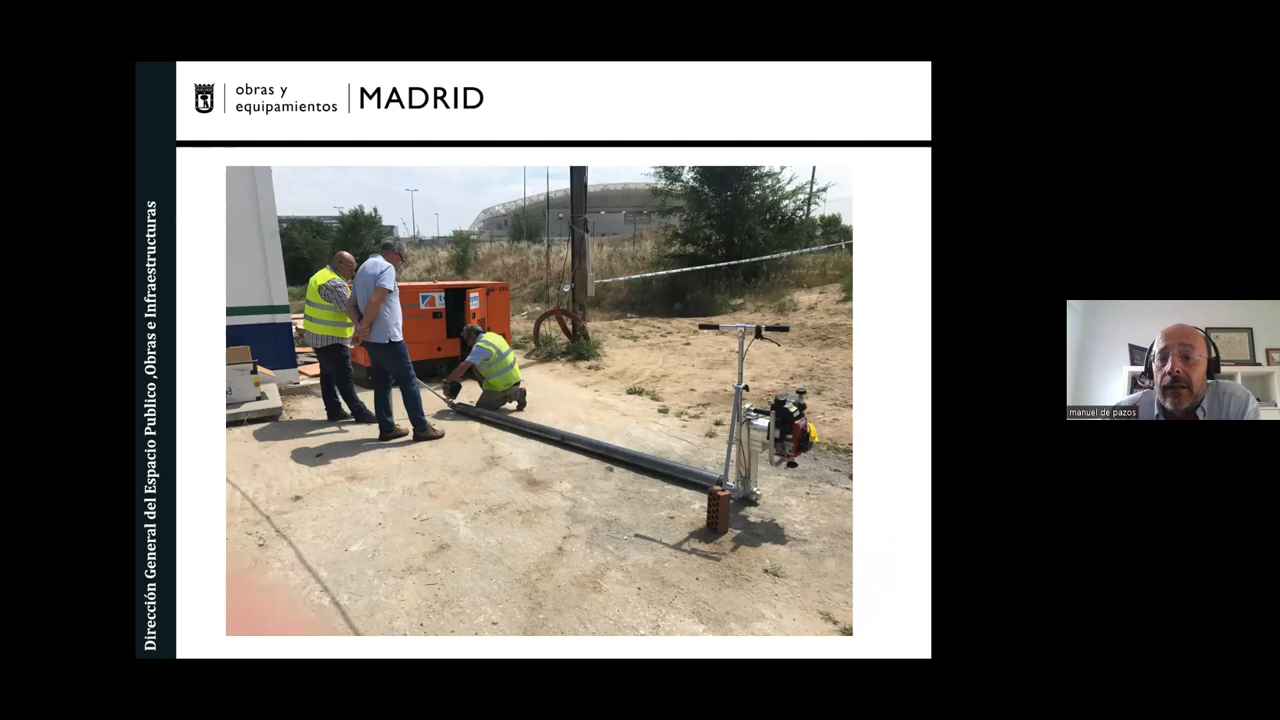 obras y
equipamientos
MADRID
Dirección General del Espacio Publico ,Obras e Infraestructuras
manuel de pazos